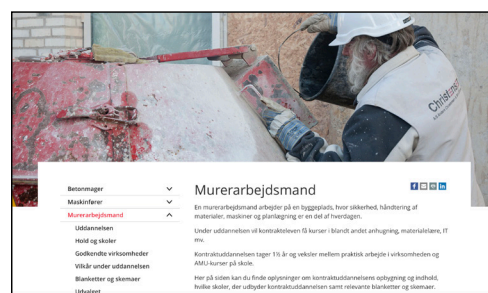 Betonmager
Maskinfører
Murerarbejdsmand
Uddannelsen
Hold og skoler
Godkendte virksomheder
Vilkår under uddannelsen
Blanketter og skemaer
Udvalget
Murerarbejdsmand
En murerarbejdsmand arbejder på en byggeplads, hvor sikkerhed, håndtering af
materialer, maskiner og planlægning er en del af hverdagen.
Under uddannelsen vil kontrakteleven få kurser i blandt andet anhugning, materialelære, IT
mv.
Kontraktuddannelsen tager 1½ år og veksler mellem praktisk arbejde i virksomheden og
AMU-kurser på skole.
Her på siden kan du finde oplysninger om kontraktuddannelsens opbygning og indhold,
hvilke skoler, der udbyder kontraktuddannelsen samt relevante blanketter og skemaer.